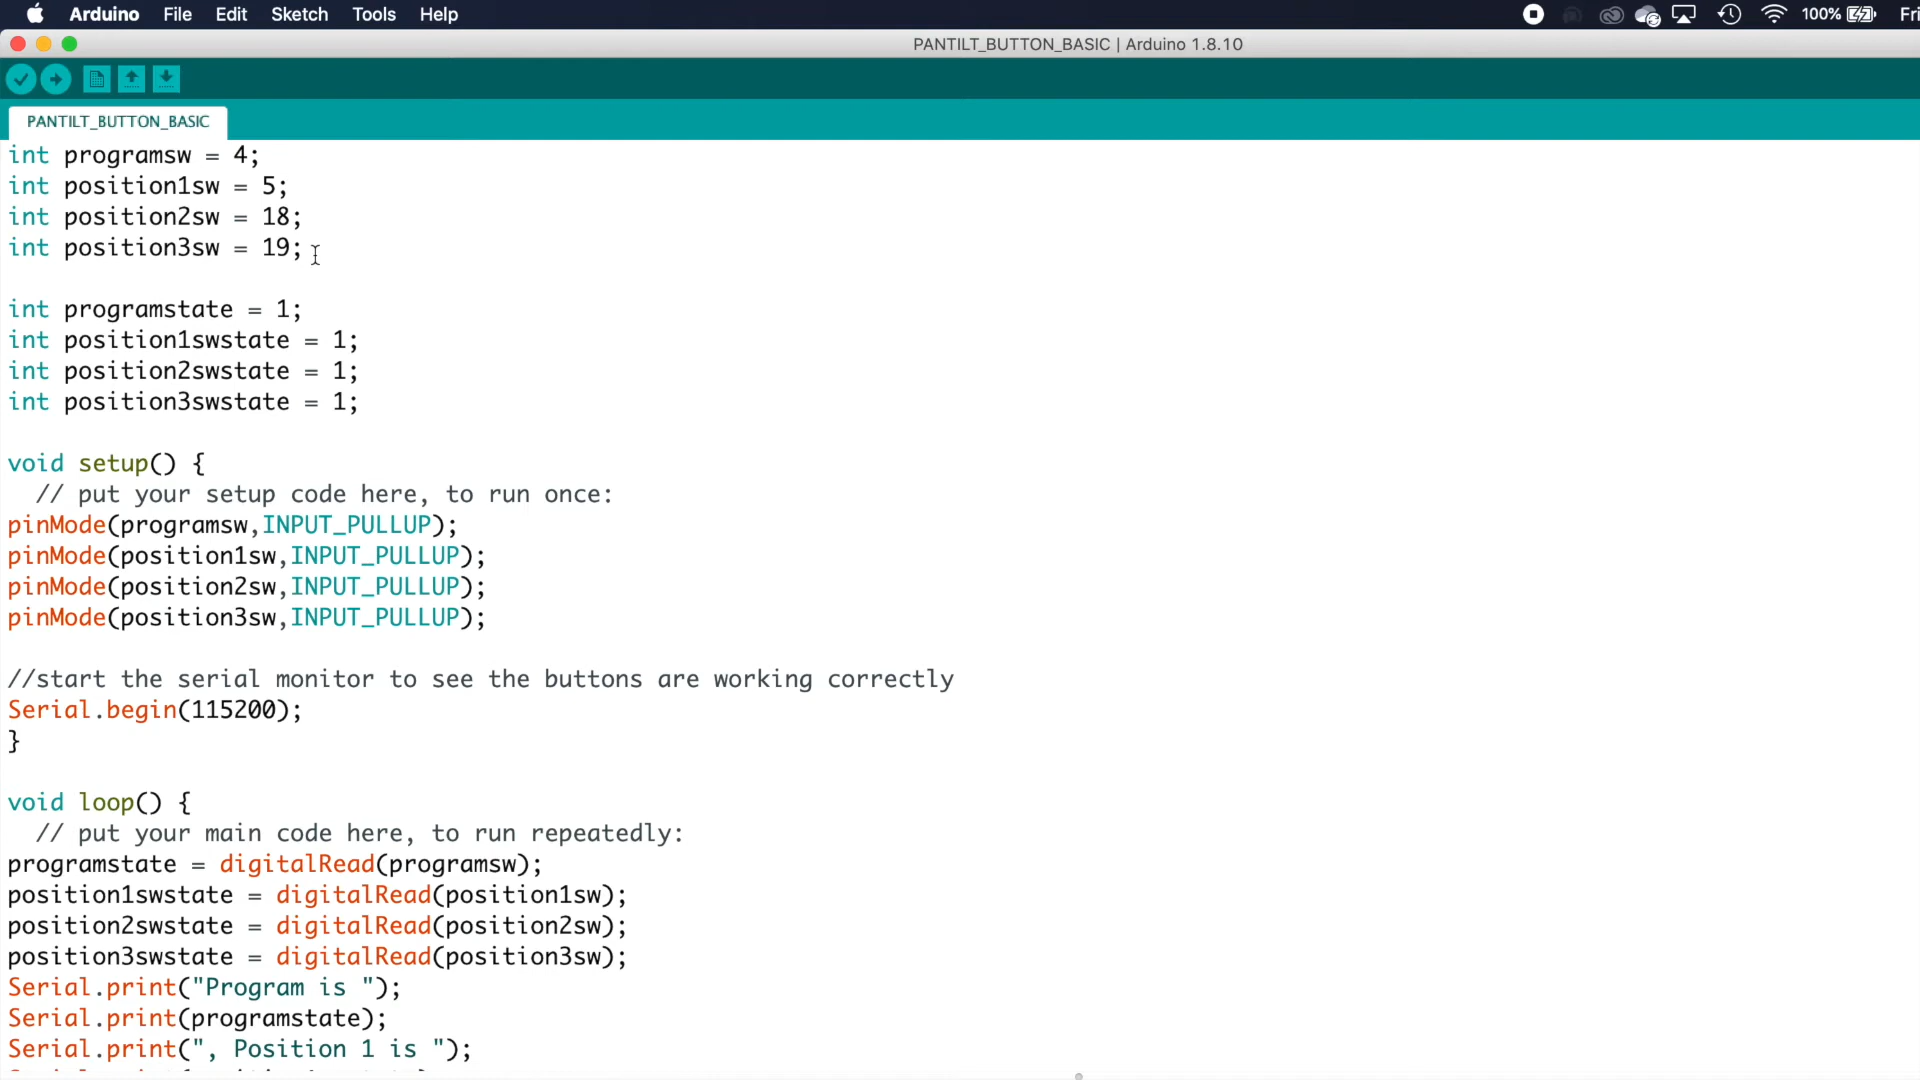 Arduino File Edit Sketch Tools Help 100% Fri
PANTILT_BUTTON_BASIC | Arduino 1.8.10
PANTILT_BUTTON_BASIC
int programsw = 4;
int position1sw = 5;
int position2sw = 18;
int position3sw = 19;
int programstate = 1;
int position1swstate = 1;
int position2swstate = 1;
int position3swstate = 1;
void setup() {
// put your setup code here, to run once:
pinMode(programsw,INPUT_PULLUP);
pinMode(position1sw,INPUT_PULLUP);
pinMode(position2sw,INPUT_PULLUP);
pinMode(position3sw,INPUT_PULLUP);
//start the serial monitor to see the buttons are working correctly
Serial.begin(115200);
}
void loop() {
// put your main code here, to run repeatedly:
programstate = digitalRead(programsw);
position1swstate = digitalRead(position1sw);
position2swstate = digitalRead(position2sw);
position3swstate = digitalRead(position3sw);
Serial.print("Program is ");
Serial.print(programstate);
Serial.print(", Position 1 is ");